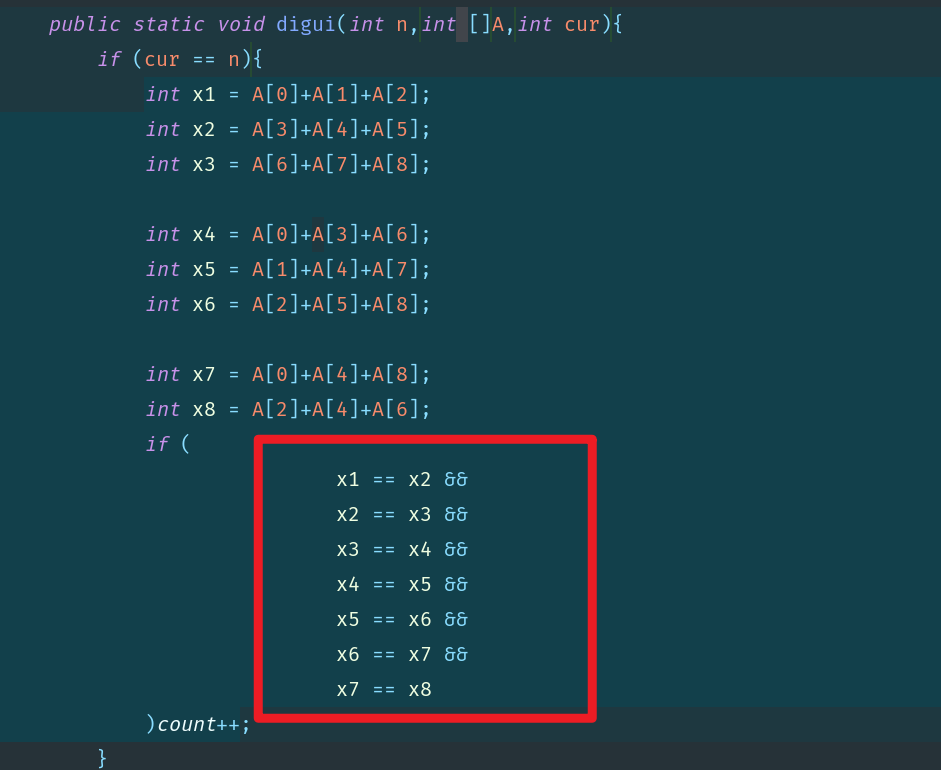 public static void digui(int n,int []A,int cur){
if (cur == n){
int x1 = A[0]+A[1]+A[2];
int x2 = A[3]+A[4]+A[5];
int x3 = A[6]+A[7]+A[8];
int x4 = A[0]+A[3]+A[6];
int x5 = A[1]+A[4]+A[7];
int x6 = A[2]+A[5]+A[8];
int x7 = A[0]+A[4]+A[8];
int x8 = A[2]+A[4]+A[6];
if (
x1 == x2 &&
x2 == x3 &&
x3 == x4 &&
x4 == x5 &&
x5 == x6 &&
x6 == x7 &&
x7 == x8
)count++;
}